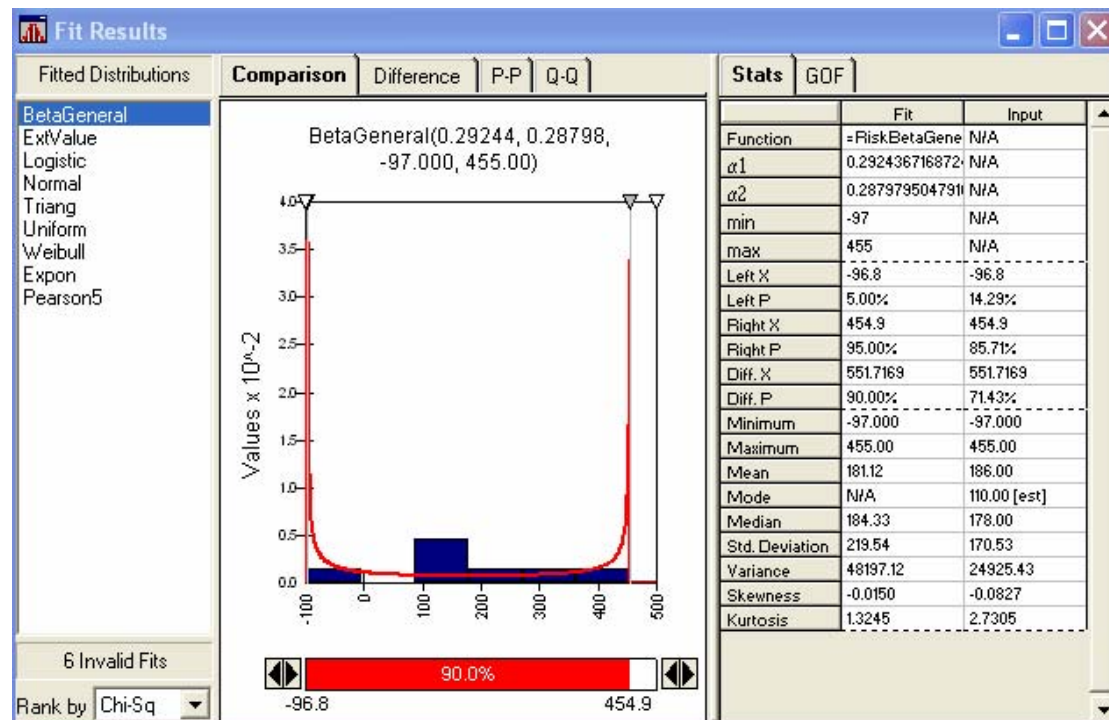 Fit Results
Fitted Distributions
BetaGeneral
ExtValue
Logistic
Normal
Triang
Uniform
Weibull
Expon
Pearson5
6 Invalid Fits
Rank by Chi-Sq
Comparison Difference P-P Q-Q
BetaGeneral(0.29244, 0.28798,
-97.000, 455.00)
Values x 10^-2
4.0
3.5
3.0
2.5
2.0
1.5
1.0
0.5
0.0
-100 0 100 200 300 400 500
90.0%
-96.8 454.9
Stats GOF
Fit Input
Function =RiskBetaGene N/A
α1 0.292436716872 N/A
α2 0.287979504791 N/A
min -97 N/A
max 455 N/A
Left X -96.8 -96.8
Left P 5.00% 14.29%
Right X 454.9 454.9
Right P 95.00% 85.71%
Diff. X 551.7169 551.7169
Diff. P 90.00% 71.43%
Minimum -97.000 -97.000
Maximum 455.00 455.00
Mean 181.12 186.00
Mode N/A 110.00 [est]
Median 184.33 178.00
Std. Deviation 219.54 170.53
Variance 48197.12 24925.43
Skewness -0.0150 -0.0827
Kurtosis 1.3245 2.7305